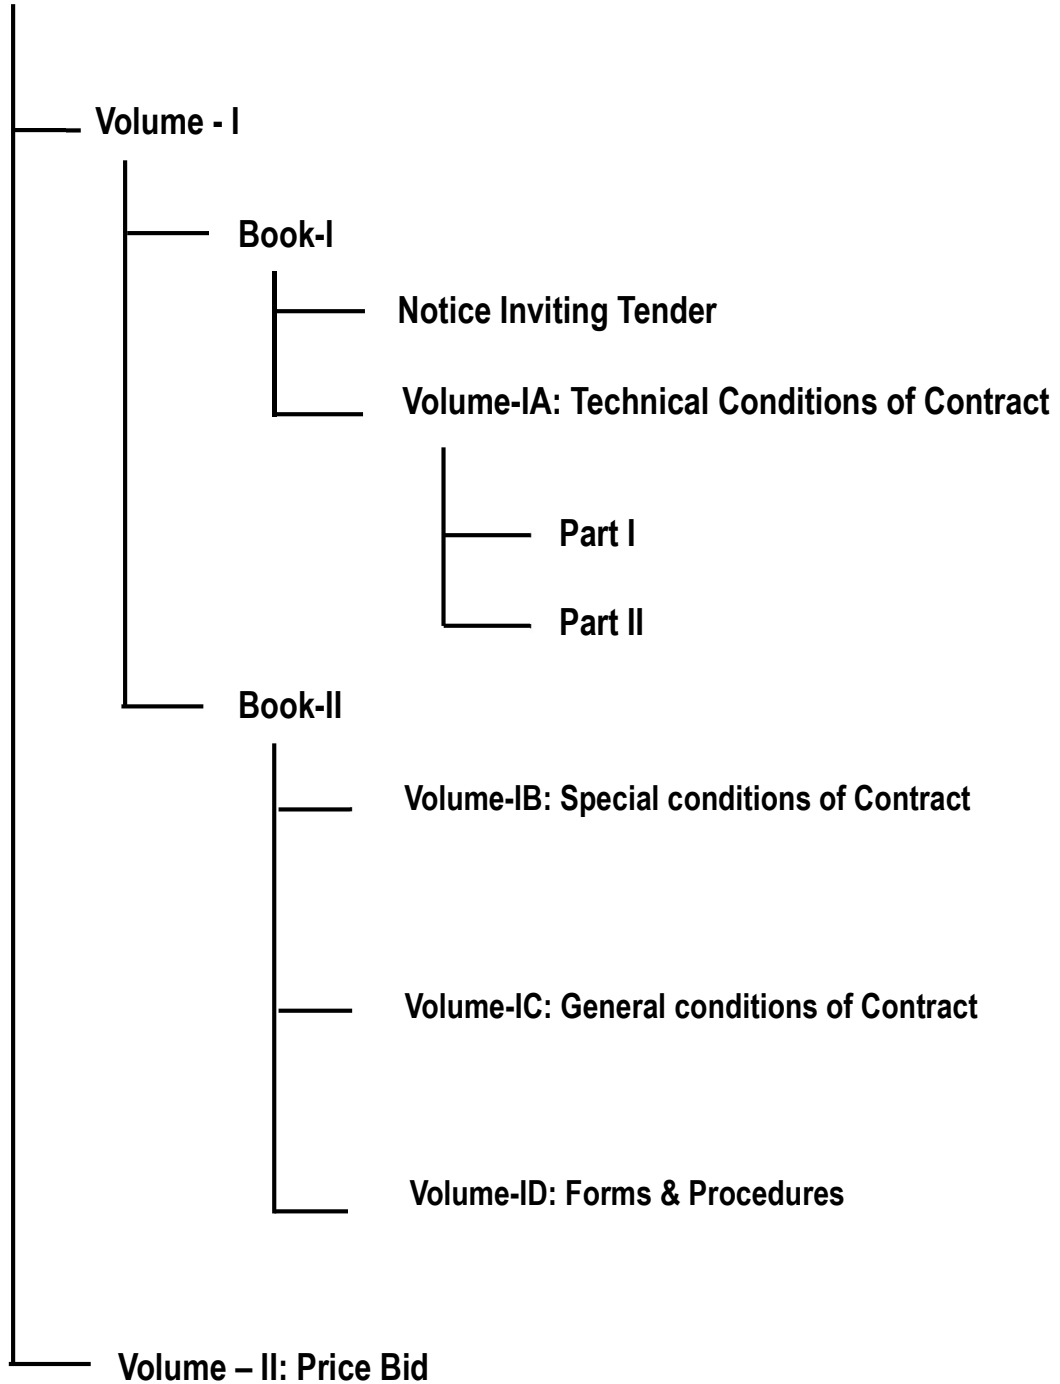 Volume - I
Book-I
Notice Inviting Tender
Volume-IA: Technical Conditions of Contract
Part I
Part II
Book-II
Volume-IB: Special conditions of Contract
Volume-IC: General conditions of Contract
Volume-ID: Forms & Procedures
Volume – II: Price Bid